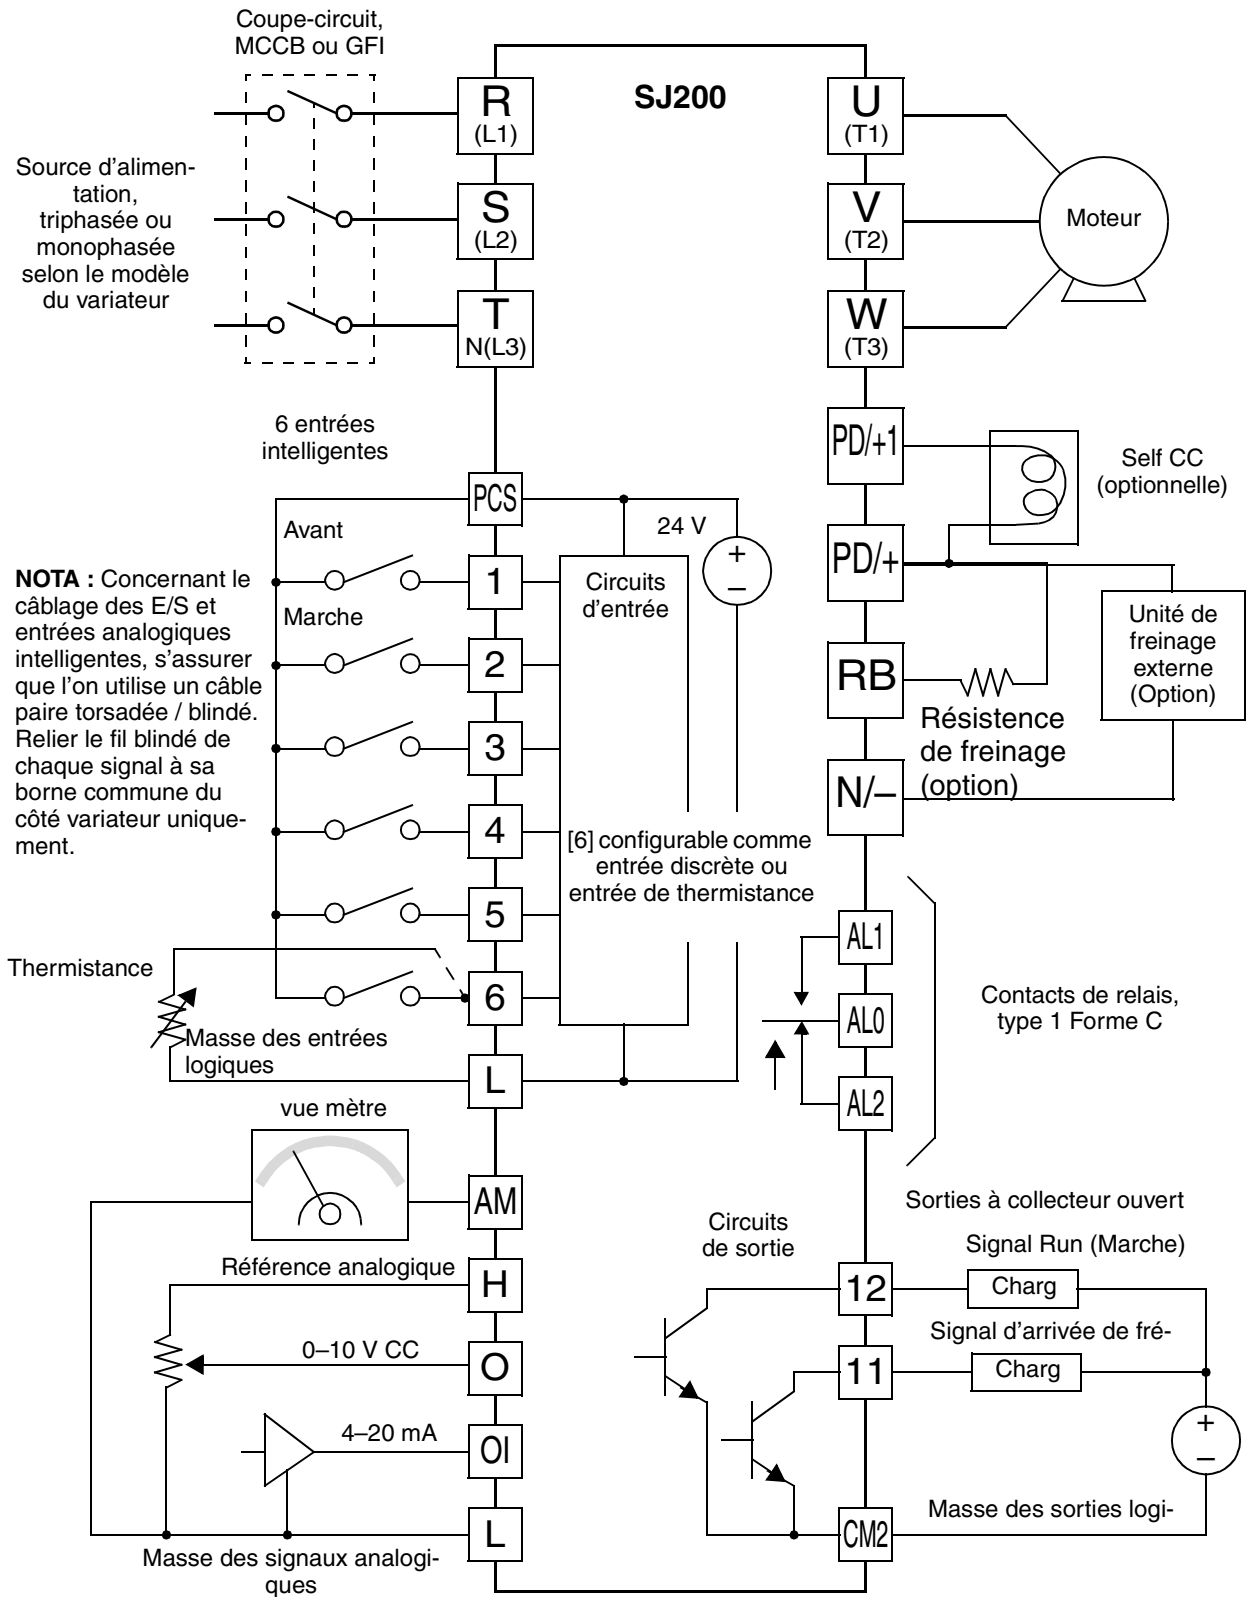 Coupe-circuit,
MCCB ou GFI
SJ200
R
(L1)
S
(L2)
T
N(L3)
U
(T1)
V
(T2)
W
(T3)
Moteur
Source d'alimen-
tation,
triphasée ou
monophasée
selon le modèle
du variateur
6 entrées
intelligentes
PD/+1
Self CC
(optionnelle)
PCS
24 V
+
–
Avant
PD/+
NOTA : Concernant le
câblage des E/S et
entrées analogiques
intelligentes, s'assurer
que l'on utilise un câble
paire torsadée / blindé.
Relier le fil blindé de
chaque signal à sa
borne commune du
côté variateur unique-
ment.
1
Circuits
d'entrée
Marche
2
3
4
5
6
Unité de
freinage
externe
(Option)
RB
Résistence
de freinage
(option)
N/–
[6] configurable comme
entrée discrète ou
entrée de thermistance
AL1
AL0
AL2
Contacts de relais,
type 1 Forme C
Thermistance
Masse des entrées
logiques
L
vue mètre
AM
Référence analogique
H
0–10 V CC
O
4–20 mA
OI
L
Masse des signaux analogi-
ques
Sorties à collecteur ouvert
Circuits
de sortie
Signal Run (Marche)
12
Charg
Signal d'arrivée de fré-
11
Charg
+
–
Masse des sorties logi-
CM2